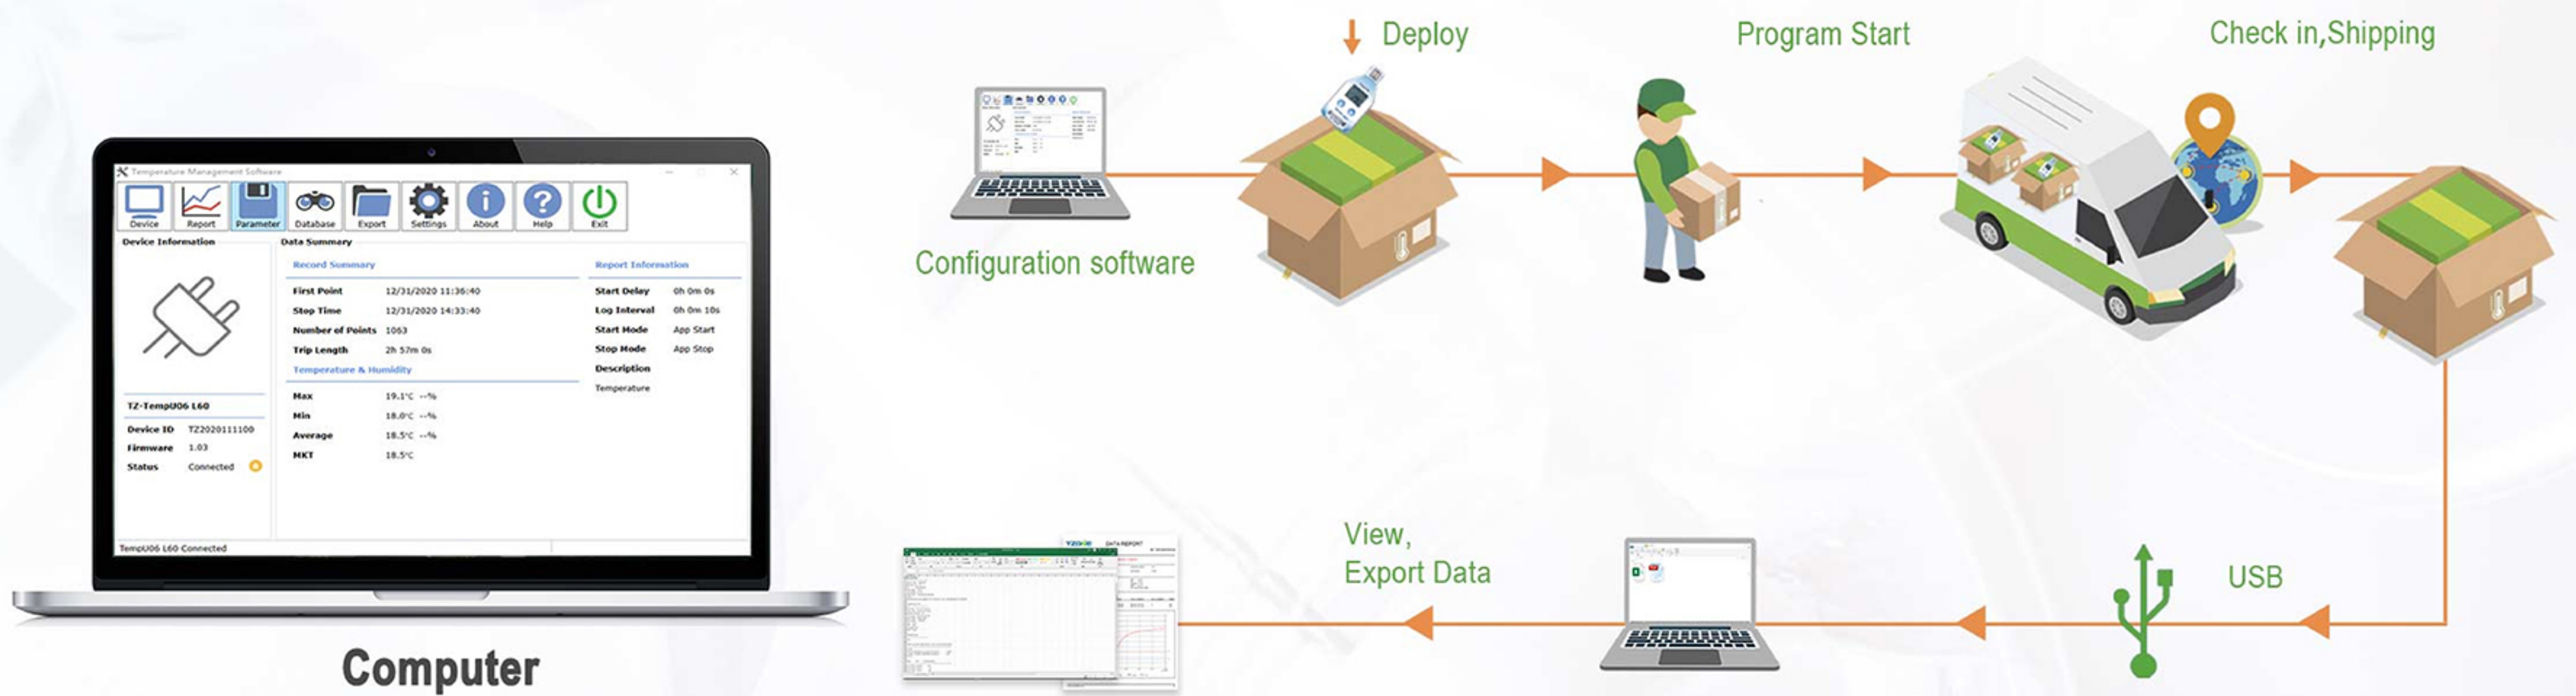 Temperature Management Software
Device Report Parameter Database Export Settings About Help Exit
Device Information
TZ-TempU06 L60
Device ID TZ2020111100
Firmware 1.03
Status Connected
Data Summary
Record Summary
First Point 12/31/2020 11:36:40
Stop Time 12/31/2020 14:33:40
Number of Points 1063
Trip Length 2h 57m 0s
Temperature & Humidity
Max 19.1°C --%
Min 18.0°C --%
Average 18.5°C --%
MKT 18.5°C
Report Information
Start Delay 0h 0m 0s
Log Interval 0h 0m 10s
Start Mode App Start
Stop Mode App Stop
Description
Temperature
TempU06 L60 Connected
Computer
Configuration software
Deploy
Program Start
Check in,Shipping
USB
View,
Export Data
DATA REPORT